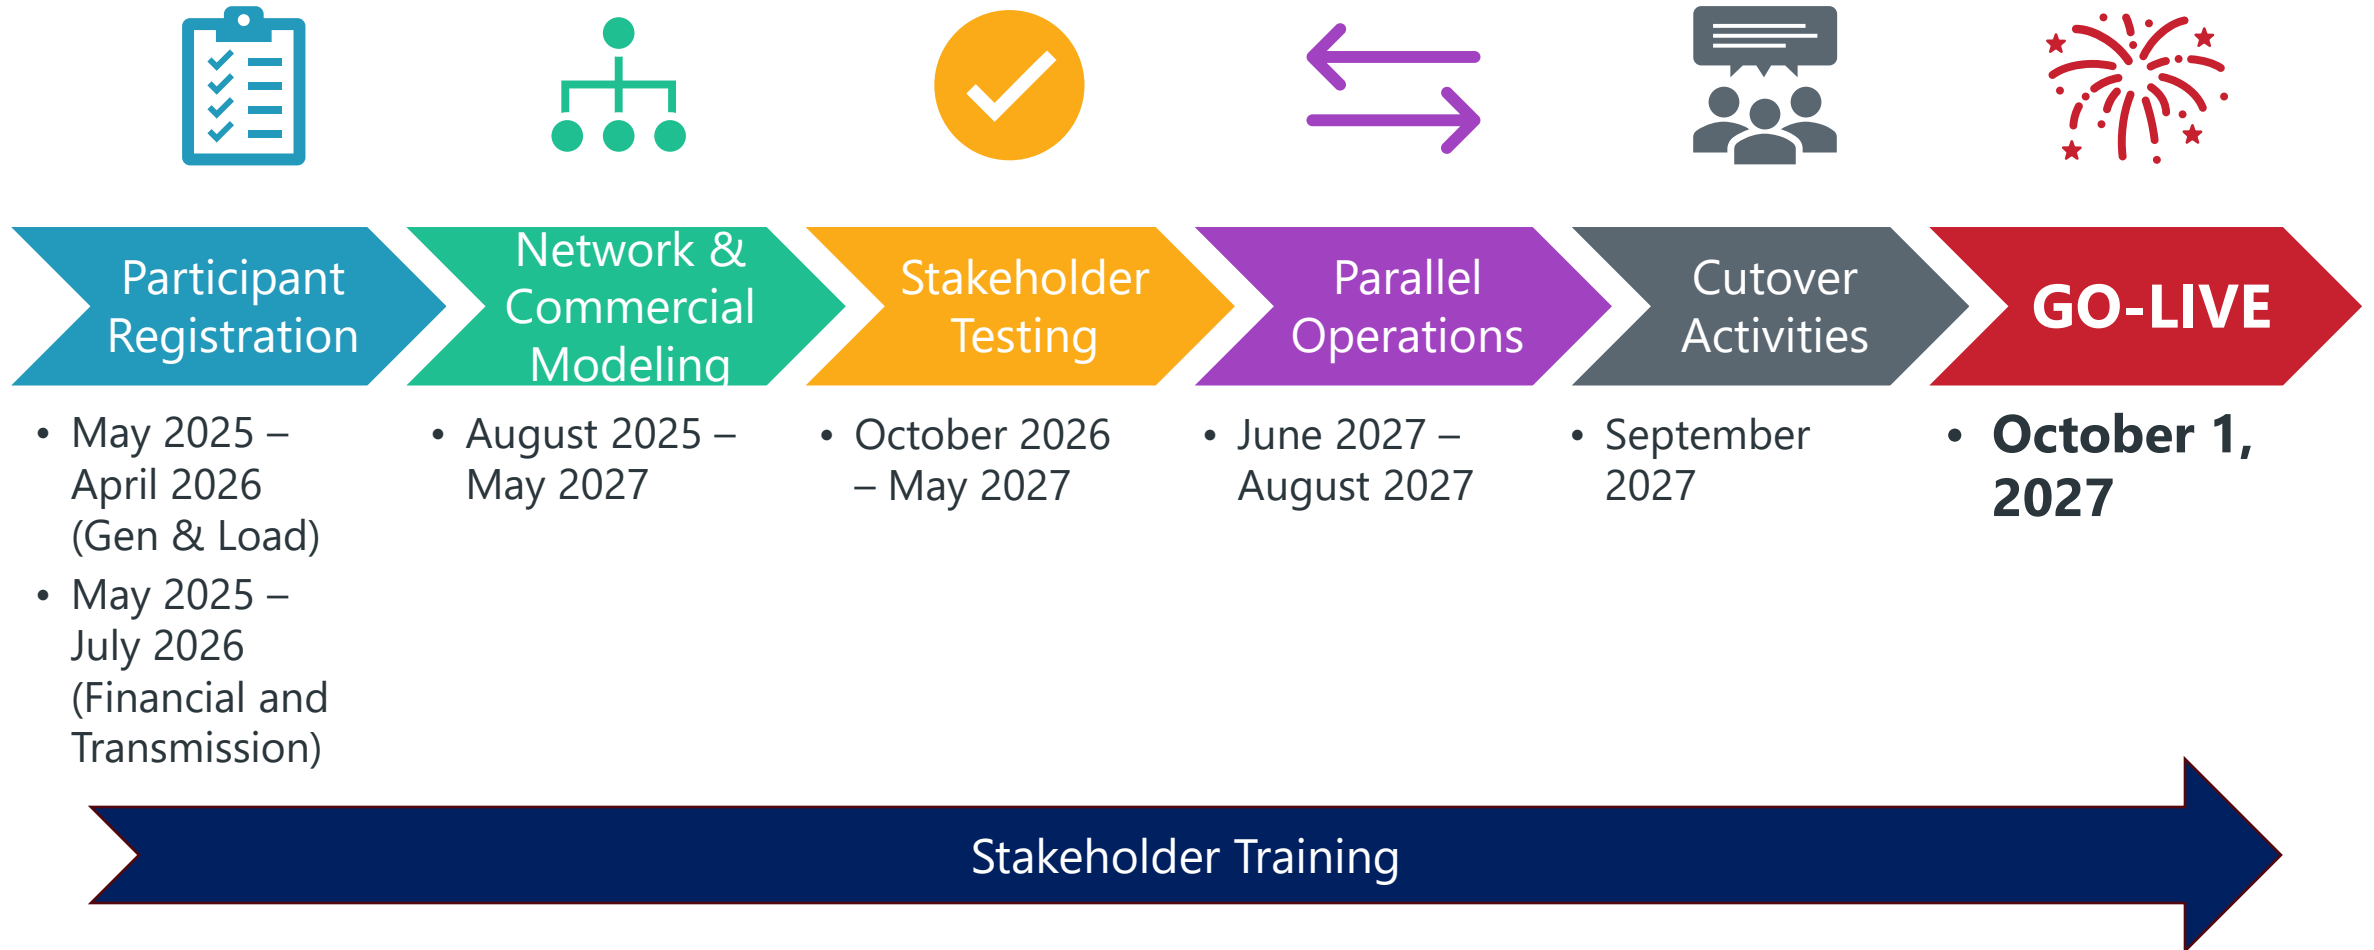 Participant
Registration
Network &
Commercial
Modeling
Stakeholder
Testing
Parallel
Operations
Cutover
Activities
GO-LIVE
• May 2025 –
April 2026
(Gen & Load)
• May 2025 –
July 2026
(Financial and
Transmission)
• August 2025 –
May 2027
• October 2026
– May 2027
• June 2027 –
August 2027
• September
2027
• October 1,
2027
Stakeholder Training